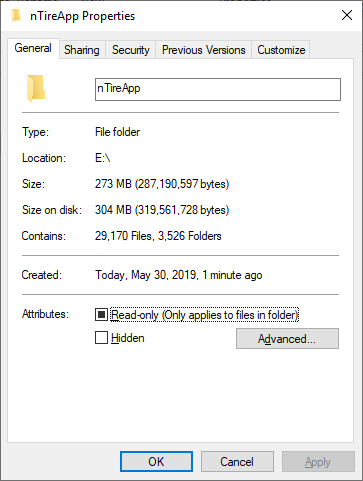 nTireApp Properties
General Sharing Security Previous Versions Customize
nTireApp
Type: File folder
Location: E:\
Size: 273 MB (287,190,597 bytes)
Size on disk: 304 MB (319,561,728 bytes)
Contains: 29,170 Files, 3,526 Folders
Created: Today, May 30, 2019, 1 minute ago
Attributes: Read-only (Only applies to files in folder)
Hidden Advanced...
OK Cancel Apply